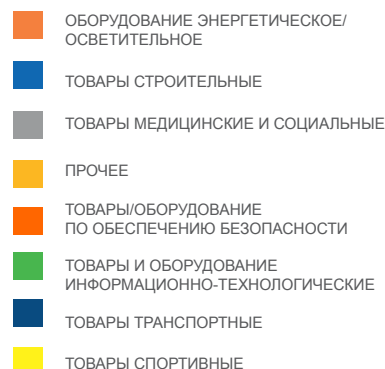 ОБОРУДОВАНИЕ ЭНЕРГЕТИЧЕСКОЕ/
ОСВЕТИТЕЛЬНОЕ
ТОВАРЫ СТРОИТЕЛЬНЫЕ
ТОВАРЫ МЕДИЦИНСКИЕ И СОЦИАЛЬНЫЕ
ПРОЧЕЕ
ТОВАРЫ/ОБОРУДОВАНИЕ
ПО ОБЕСПЕЧЕНИЮ БЕЗОПАСНОСТИ
ТОВАРЫ И ОБОРУДОВАНИЕ
ИНФОРМАЦИОННО-ТЕХНОЛОГИЧЕСКИЕ
ТОВАРЫ ТРАНСПОРТНЫЕ
ТОВАРЫ СПОРТИВНЫЕ